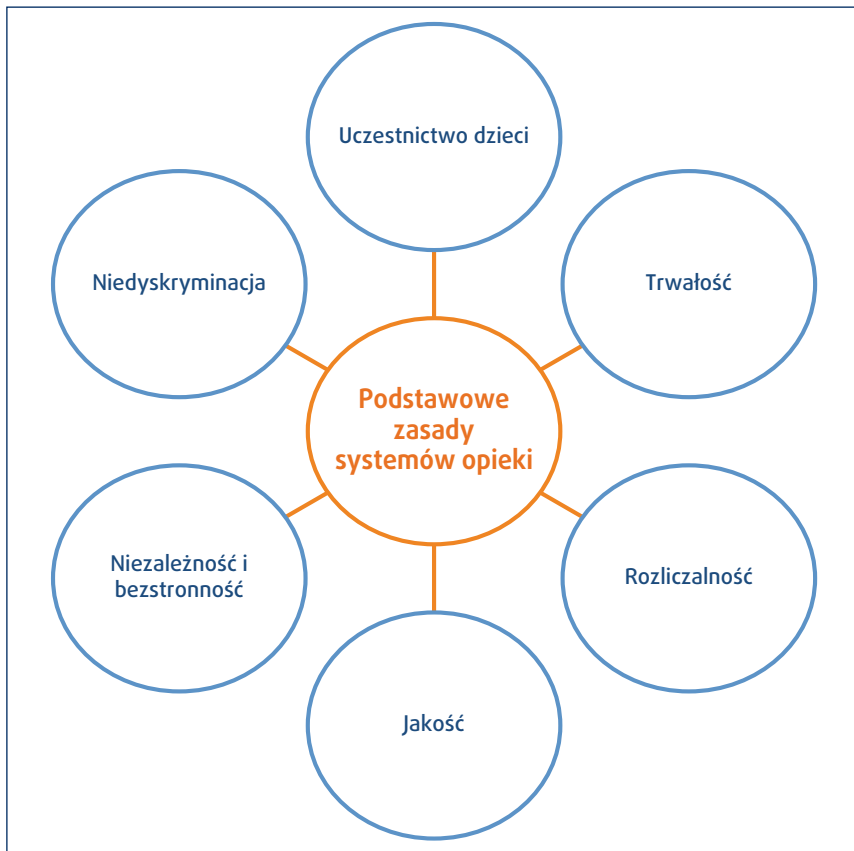 Uczestnictwo dzieci
Niedyskryminacja
Trwałość
Podstawowe
zasady
systemów opieki
Niezależność i
bezstronność
Rozliczalność
Jakość